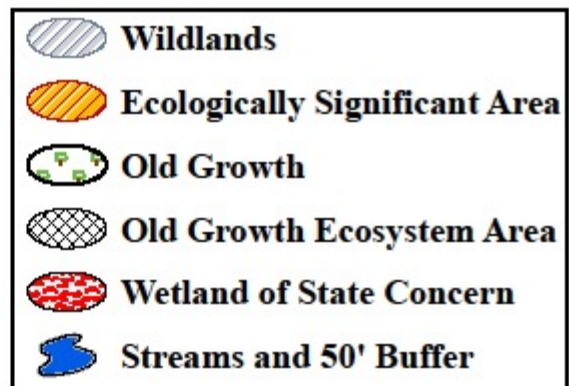 Wildlands
Ecologically Significant Area
Old Growth
Old Growth Ecosystem Area
Wetland of State Concern
Streams and 50' Buffer